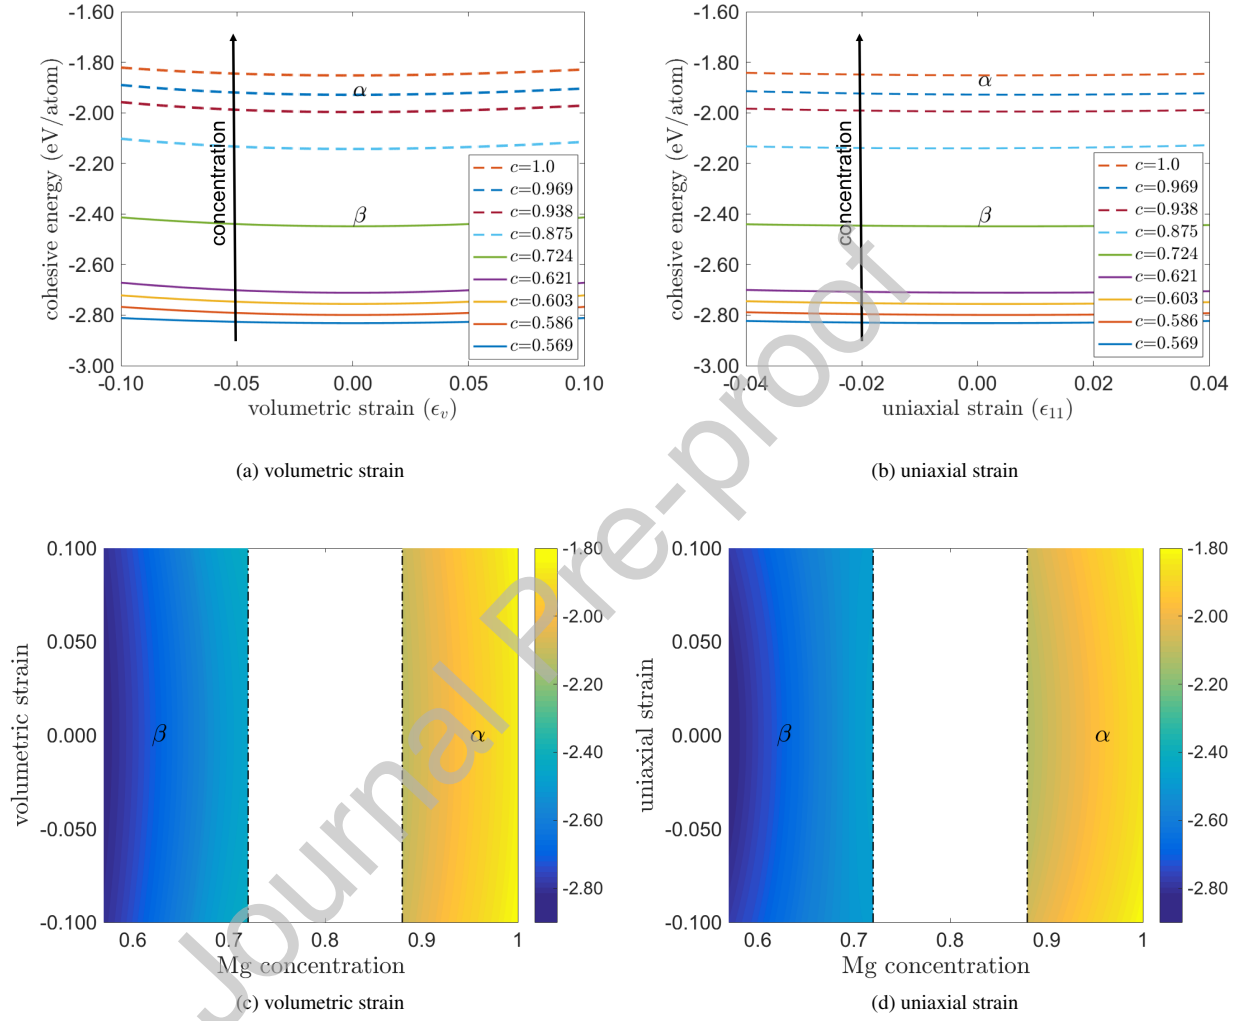 -1.60
-1.80
-2.00
-2.20
-2.40
-2.60
-2.80
-3.00
cohesive energy (eV/atom)
concentration
α
β
c=1.0
c=0.969
c=0.938
c=0.875
c=0.724
c=0.621
c=0.603
c=0.586
c=0.569
-0.10 -0.05 0.00 0.05 0.10
volumetric strain (ϵᵥ)
(a) volumetric strain
-1.60
-1.80
-2.00
-2.20
-2.40
-2.60
-2.80
-3.00
cohesive energy (eV/atom)
concentration
α
β
c=1.0
c=0.969
c=0.938
c=0.875
c=0.724
c=0.621
c=0.603
c=0.586
c=0.569
-0.04 -0.02 0.00 0.02 0.04
uniaxial strain (ϵ₁₁)
(b) uniaxial strain
0.100
0.050
0.000
-0.050
-0.100
volumetric strain
β
α
-1.80
-2.00
-2.20
-2.40
-2.60
-2.80
0.6 0.7 0.8 0.9 1
Mg concentration
(c) volumetric strain
0.100
0.050
0.000
-0.050
-0.100
uniaxial strain
β
α
-1.80
-2.00
-2.20
-2.40
-2.60
-2.80
0.6 0.7 0.8 0.9 1
Mg concentration
(d) uniaxial strain
Journal Pre-proof